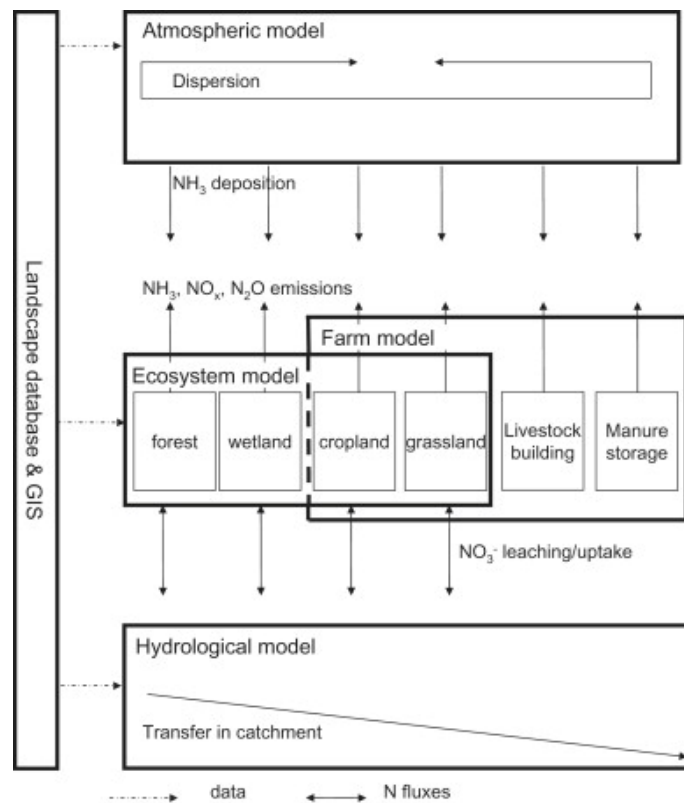 Landscape database & GIS
Atmospheric model
Dispersion
NH₃ deposition
NH₃, NOₓ, N₂O emissions
Farm model
Ecosystem model
forest
wetland
cropland
grassland
Livestock
building
Manure
storage
NO₃⁻ leaching/uptake
Hydrological model
Transfer in catchment
data
N fluxes